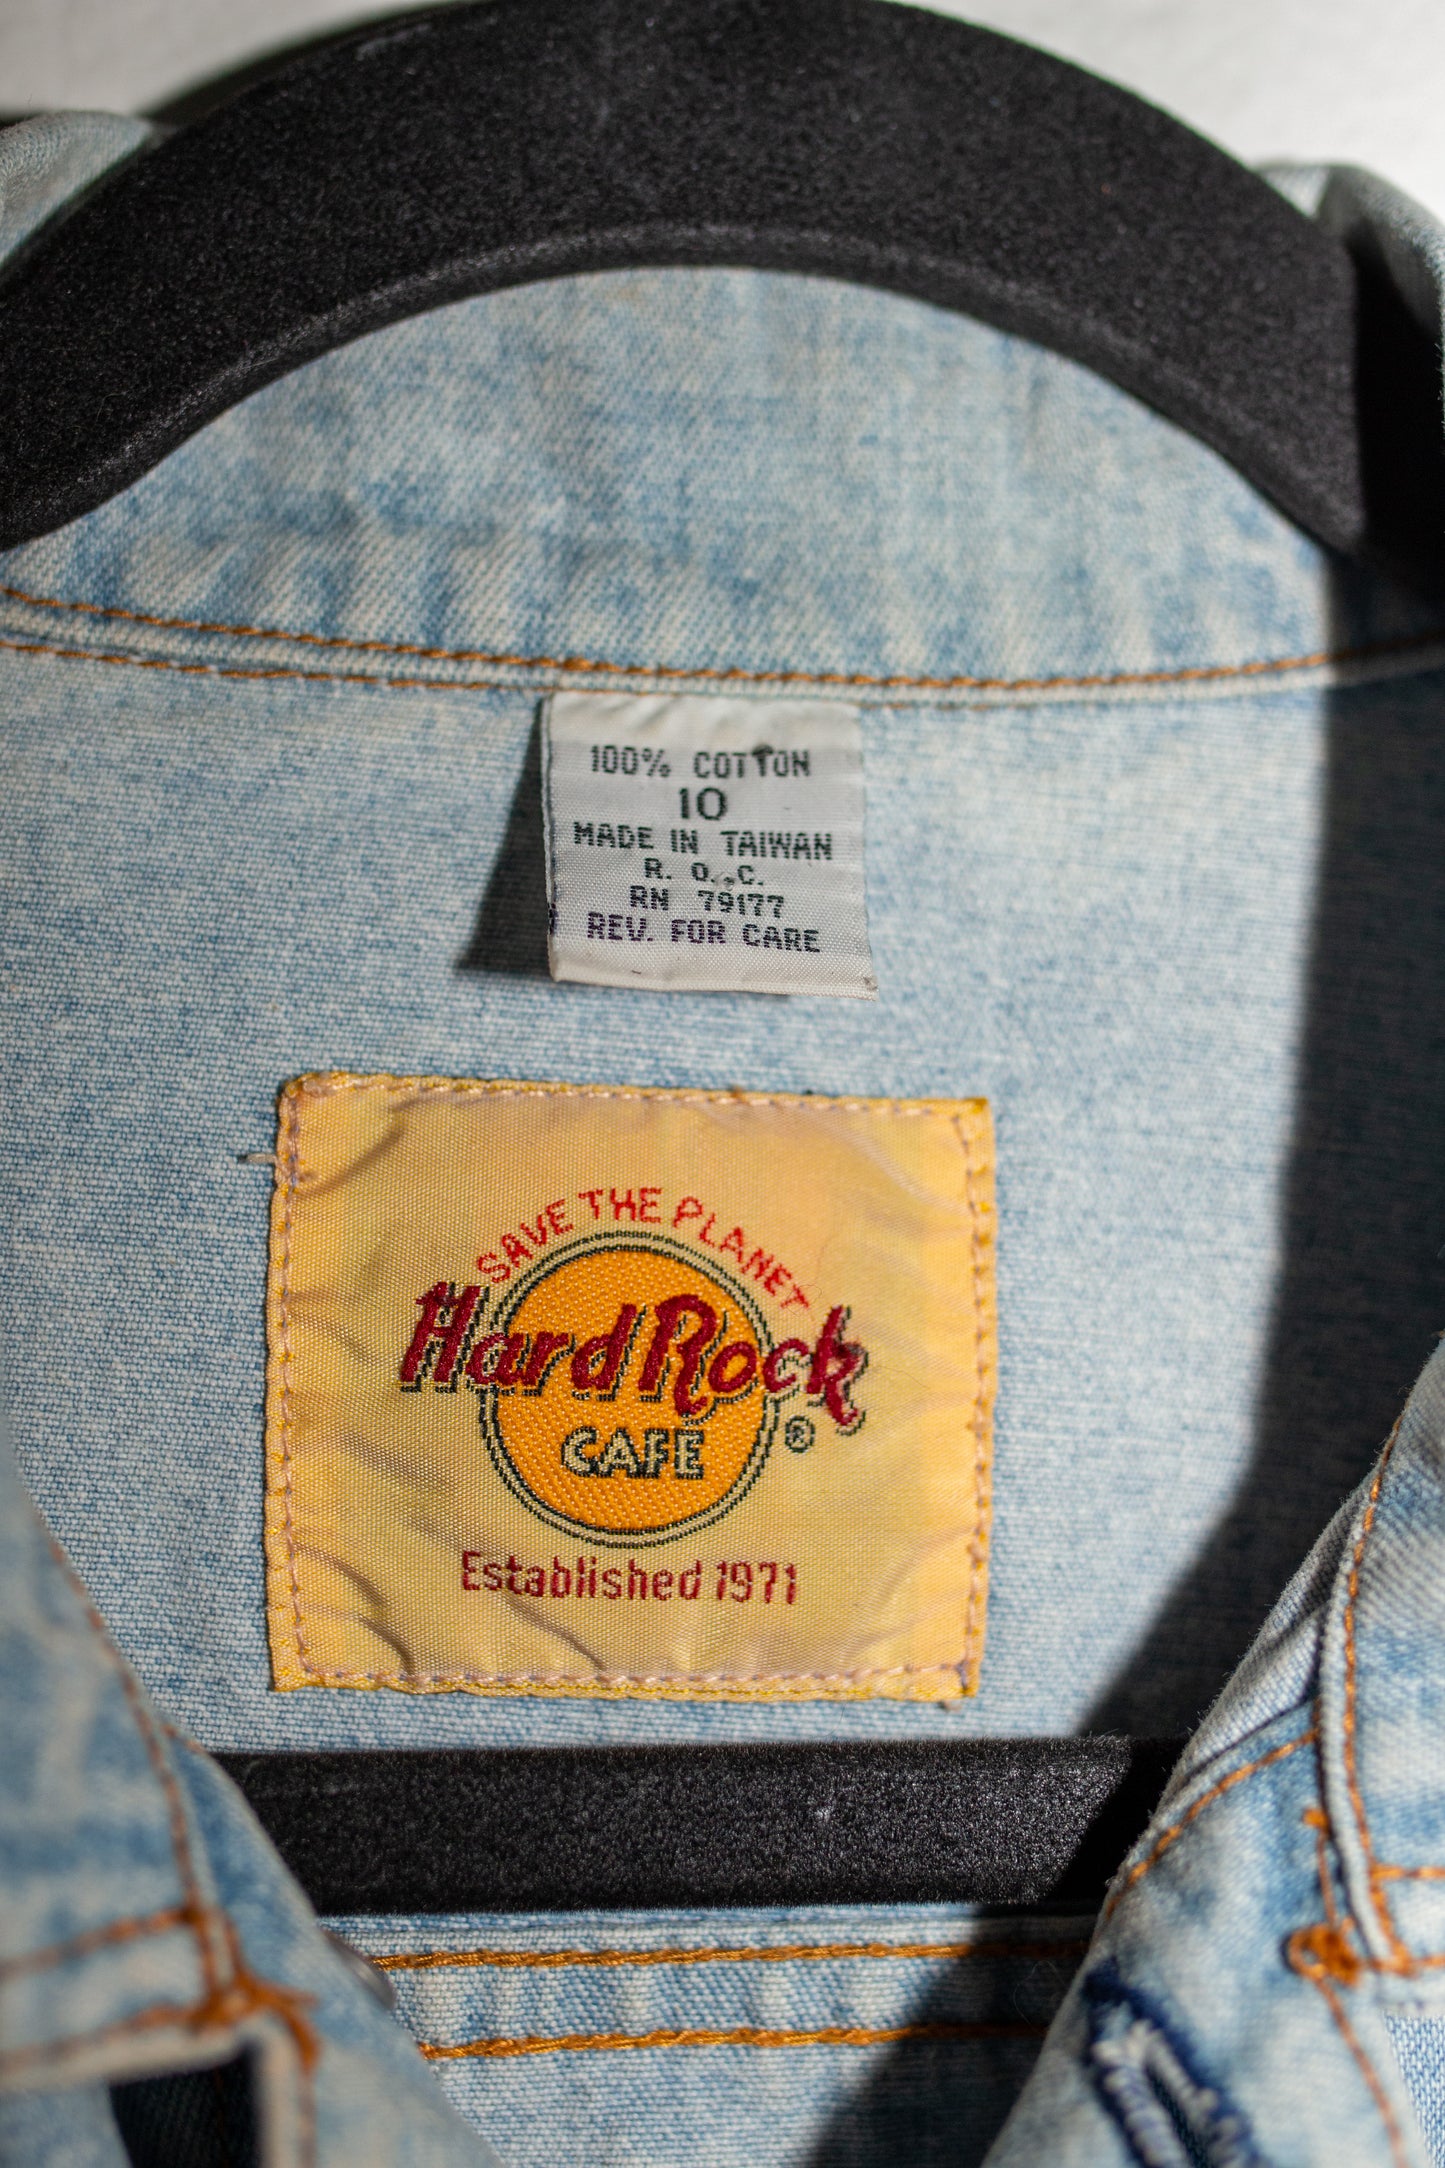 100% COTTON
10
MADE IN TAIWAN
R. O. C.
RN 79177
REV. FOR CARE
SAVE THE PLANET
Hard Rock
CAFE
®
Established 1971